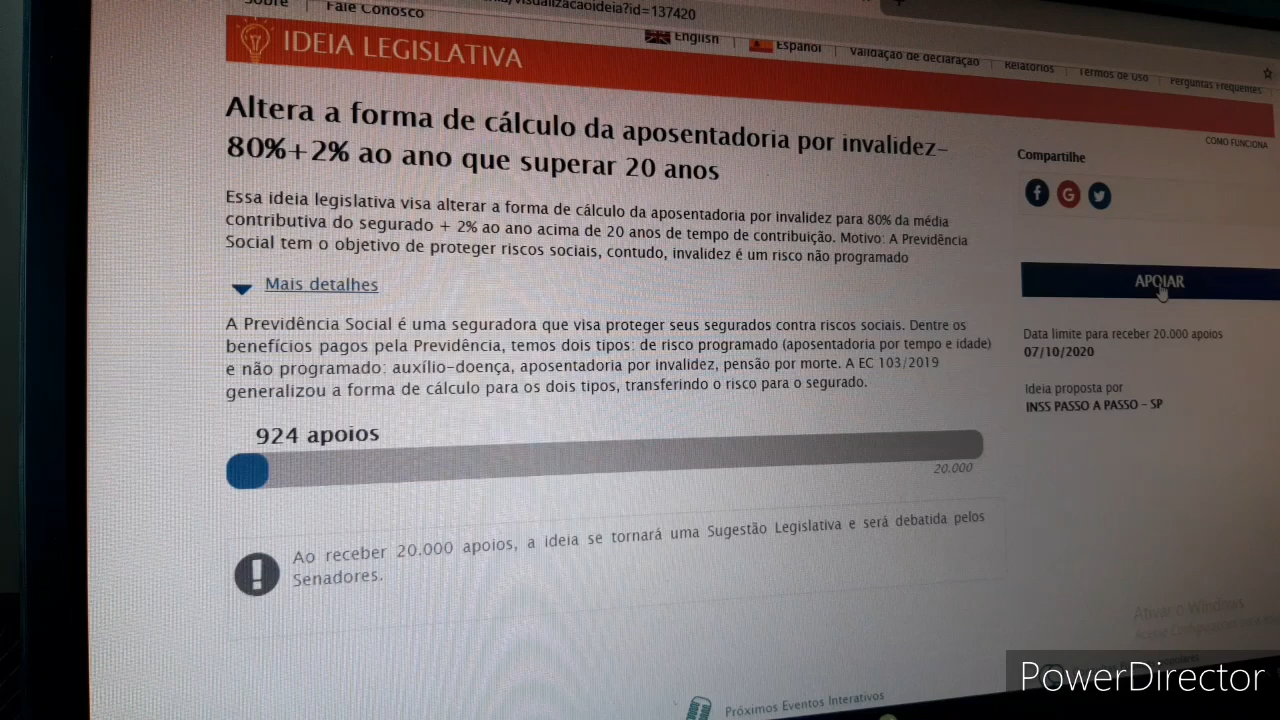 visualizacaoideia?id=137420
Sobre | Fale Conosco
English | Español | Validação de declaração | Relatórios | Termos de Uso | Perguntas Frequentes
IDEIA LEGISLATIVA
COMO FUNCIONA
Altera a forma de cálculo da aposentadoria por invalidez-
80%+2% ao ano que superar 20 anos
Essa ideia legislativa visa alterar a forma de cálculo da aposentadoria por invalidez para 80% da média
contributiva do segurado + 2% ao ano acima de 20 anos de tempo de contribuição. Motivo: A Previdência
Social tem o objetivo de proteger riscos sociais, contudo, invalidez é um risco não programado
Mais detalhes
A Previdência Social é uma seguradora que visa proteger seus segurados contra riscos sociais. Dentre os
benefícios pagos pela Previdência, temos dois tipos: de risco programado (aposentadoria por tempo e idade)
e não programado: auxílio-doença, aposentadoria por invalidez, pensão por morte. A EC 103/2019
generalizou a forma de cálculo para os dois tipos, transferindo o risco para o segurado.
924 apoios
20.000
Ao receber 20.000 apoios, a ideia se tornará uma Sugestão Legislativa e será debatida pelos
Senadores.
Compartilhe
APOIAR
Data limite para receber 20.000 apoios
07/10/2020
Ideia proposta por
INSS PASSO A PASSO - SP
Ativar o Windows
Próximos Eventos Interativos
PowerDirector